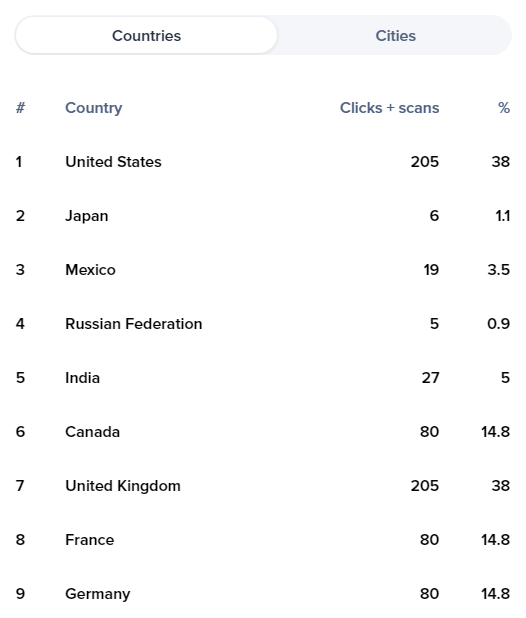 Countries Cities
# Country Clicks + scans %
1 United States 205 38
2 Japan 6 1.1
3 Mexico 19 3.5
4 Russian Federation 5 0.9
5 India 27 5
6 Canada 80 14.8
7 United Kingdom 205 38
8 France 80 14.8
9 Germany 80 14.8